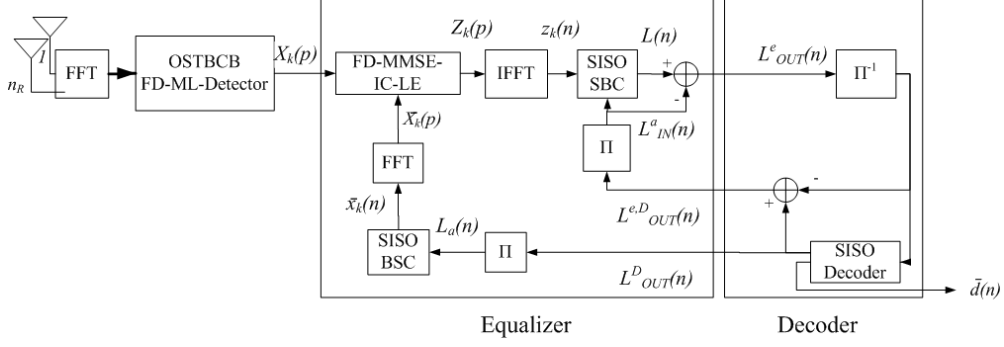 n_R
1
FFT
OSTBCB
FD-ML-Detector
X_k(p)
FD-MMSE-
IC-LE
Z_k(p)
IFFT
z_k(n)
SISO
SBC
L(n)
+
-
L^e_OUT(n)
Π⁻¹
X̄_k(p)
L^a_IN(n)
Π
FFT
-
+
x̄_k(n)
L^{e,D}_OUT(n)
L_a(n)
SISO
BSC
Π
L^D_OUT(n)
SISO
Decoder
d̄(n)
Equalizer
Decoder